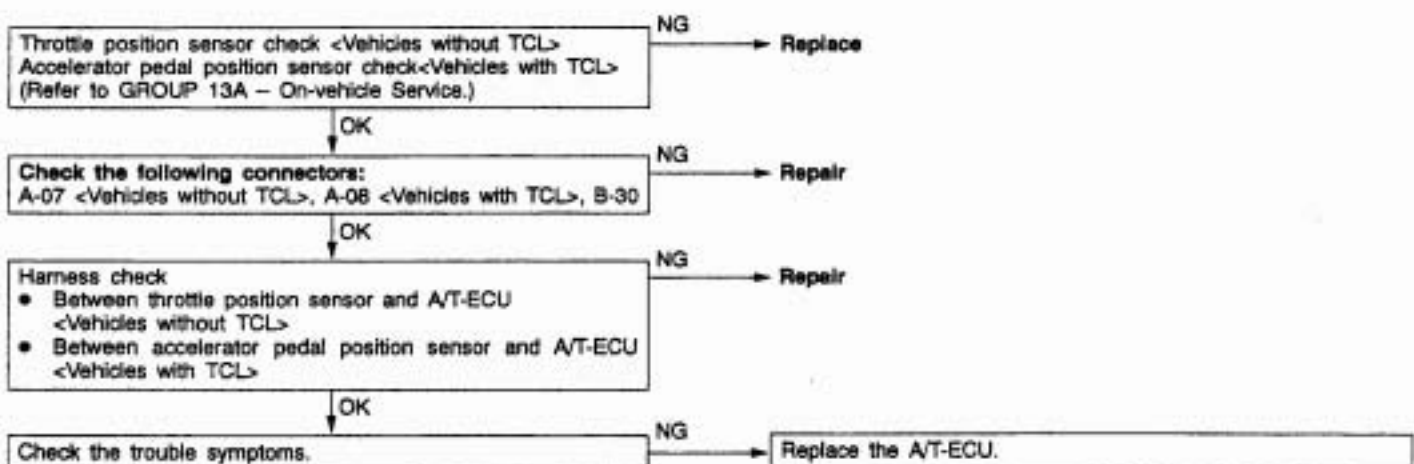 NG
Throttle position sensor check <Vehicles without TCL>
Replace
Accelerator pedal position sensor check<Vehicles with TCL>
(Refer to GROUP 13A – On-vehicle Service.)
OK
NG
Check the following connectors:
Repair
A-07 <Vehicles without TCL>, A-08 <Vehicles with TCL>, B-30
OK
NG
Harness check
Repair
● Between throttle position sensor and A/T-ECU
<Vehicles without TCL>
● Between accelerator pedal position sensor and A/T-ECU
<Vehicles with TCL>
OK
NG
Check the trouble symptoms.
Replace the A/T-ECU.